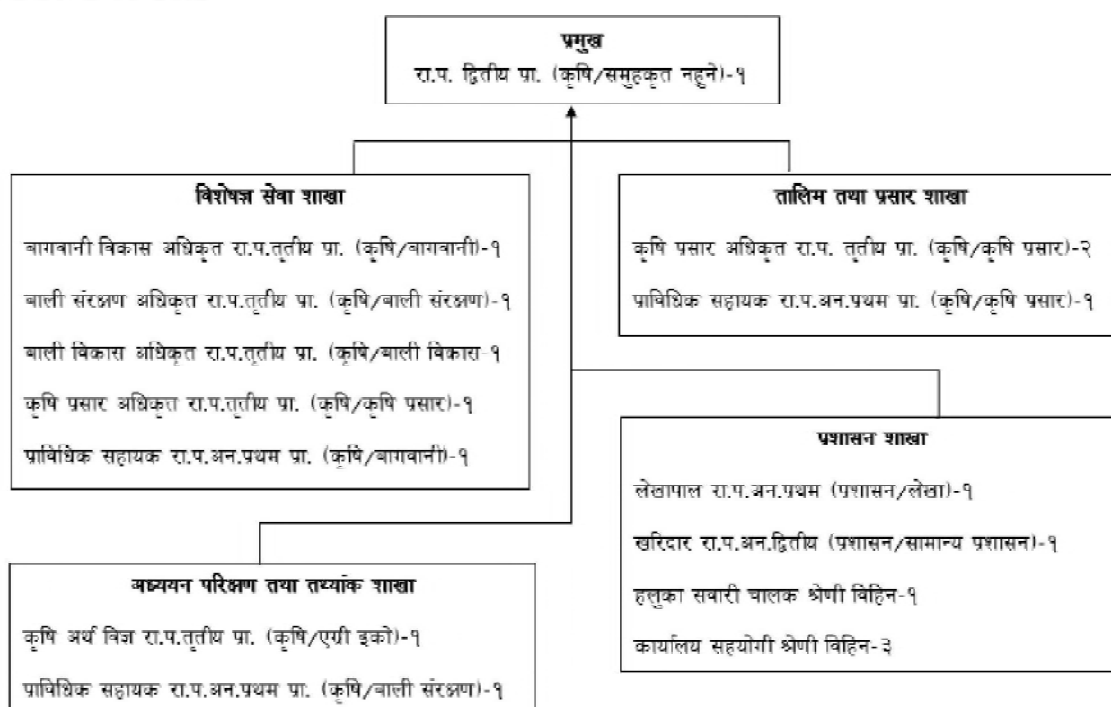 प्रमुख
रा.प. द्वितीय प्रा. (कृषि/समुहकृत नहुने)-१
विशेषज्ञ सेवा शाखा
बागवानी विकास अधिकृत रा.प.तृतीय प्रा. (कृषि/बागवानी)-१
बाली संरक्षण अधिकृत रा.प.तृतीय प्रा. (कृषि/बाली संरक्षण)-१
बाली विकास अधिकृत रा.प.तृतीय प्रा. (कृषि/बाली विकास-१
कृषि प्रसार अधिकृत रा.प.तृतीय प्रा. (कृषि/कृषि प्रसार)-१
प्राविधिक सहायक रा.प.अन.प्रथम प्रा. (कृषि/बागवानी)-१
तालिम तथा प्रसार शाखा
कृषि प्रसार अधिकृत रा.प. तृतीय प्रा. (कृषि/कृषि प्रसार)-२
प्राविधिक सहायक रा.प.अन.प्रथम प्रा. (कृषि/कृषि प्रसार)-१
प्रशासन शाखा
लेखापाल रा.प.अन.प्रथम (प्रशासन/लेखा)-१
खरिदार रा.प.अन.द्वितीय (प्रशासन/सामान्य प्रशासन)-१
हलुका सवारी चालक श्रेणी विहिन-१
कार्यालय सहयोगी श्रेणी विहिन-३
अध्ययन परिक्षण तथा तथ्यांक शाखा
कृषि अर्थ विज्ञ रा.प.तृतीय प्रा. (कृषि/एग्री इको)-१
प्राविधिक सहायक रा.प.अन.प्रथम प्रा. (कृषि/बाली संरक्षण)-१